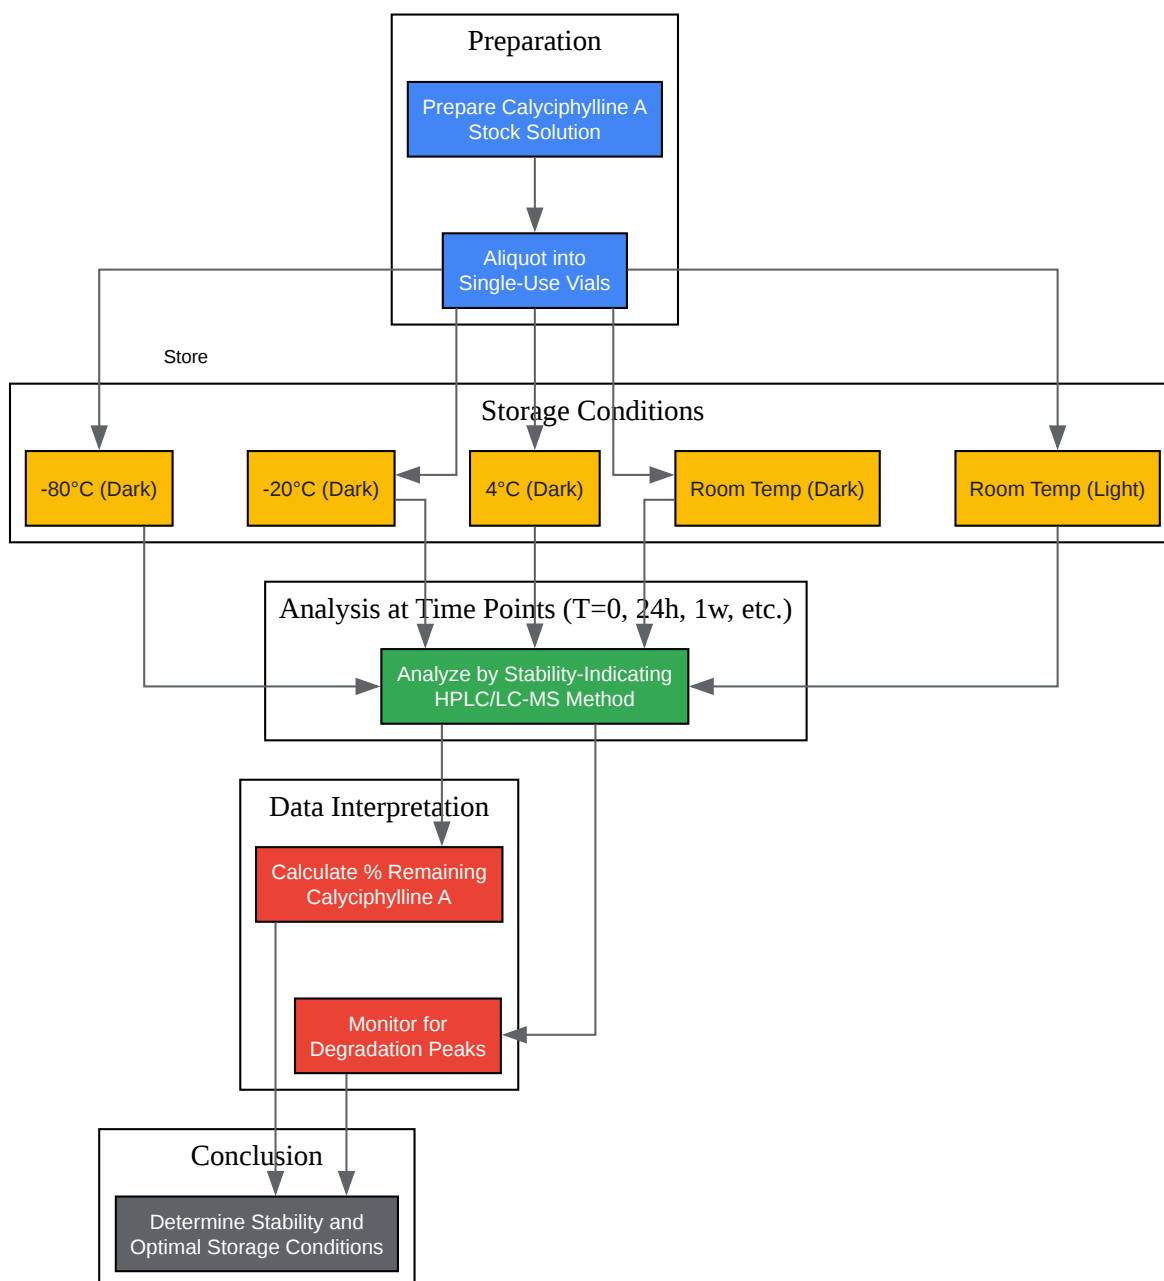 Preparation
Prepare Calyciphylline A
Stock Solution
Aliquot into
Single-Use Vials
Store
Storage Conditions
-80°C (Dark)
-20°C (Dark)
4°C (Dark)
Room Temp (Dark)
Room Temp (Light)
Analysis at Time Points (T=0, 24h, 1w, etc.)
Analyze by Stability-Indicating
HPLC/LC-MS Method
Data Interpretation
Calculate % Remaining
Calyciphylline A
Monitor for
Degradation Peaks
Conclusion
Determine Stability and
Optimal Storage Conditions